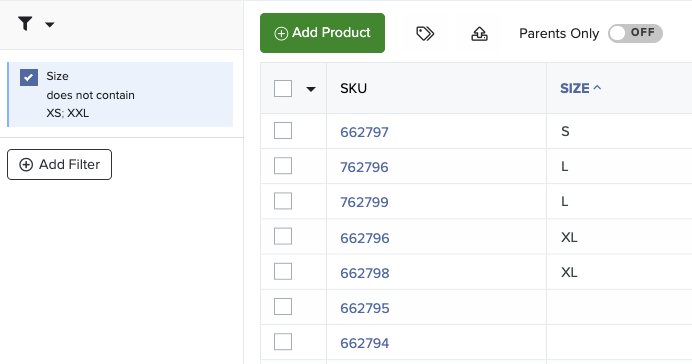 Add Product
Parents Only
OFF
Size
does not contain
XS; XXL
Add Filter
SKU SIZE
662797 S
762796 L
762799 L
662796 XL
662798 XL
662795
662794